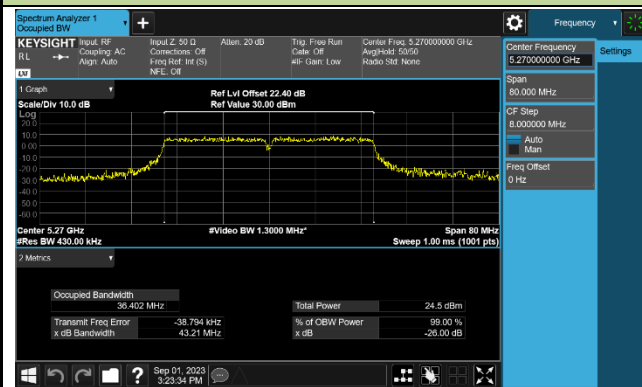 Spectrum Analyzer 1
Occupied BW
Frequency
KEYSIGHT
RL
Input: RF
Coupling: AC
Align: Auto
Input Z: 50 Ω
Corrections: Off
Freq Ref: Int (S)
NFE: Off
Atten: 20 dB
Trig: Free Run
Gate: Off
#IF Gain: Low
Center Freq: 5.270000000 GHz
Avg|Hold: 50/50
Radio Std: None
LXI
Center Frequency
5.270000000 GHz
Settings
Span
80.000 MHz
CF Step
8.000000 MHz
Auto
Man
Freq Offset
0 Hz
1 Graph
Scale/Div 10.0 dB
Ref Lvl Offset 22.40 dB
Ref Value 30.00 dBm
Log
20.0
10.0
0.00
-10.0
-20.0
-30.0
-40.0
-50.0
-60.0
Center 5.27 GHz
#Video BW 1.3000 MHz*
Span 80 MHz
#Res BW 430.00 kHz
Sweep 1.00 ms (1001 pts)
2 Metrics
Occupied Bandwidth
36.402 MHz
Total Power
24.5 dBm
Transmit Freq Error
-38.794 kHz
% of OBW Power
99.00 %
x dB Bandwidth
43.21 MHz
x dB
-26.00 dB
?
Sep 01, 2023
3:23:34 PM